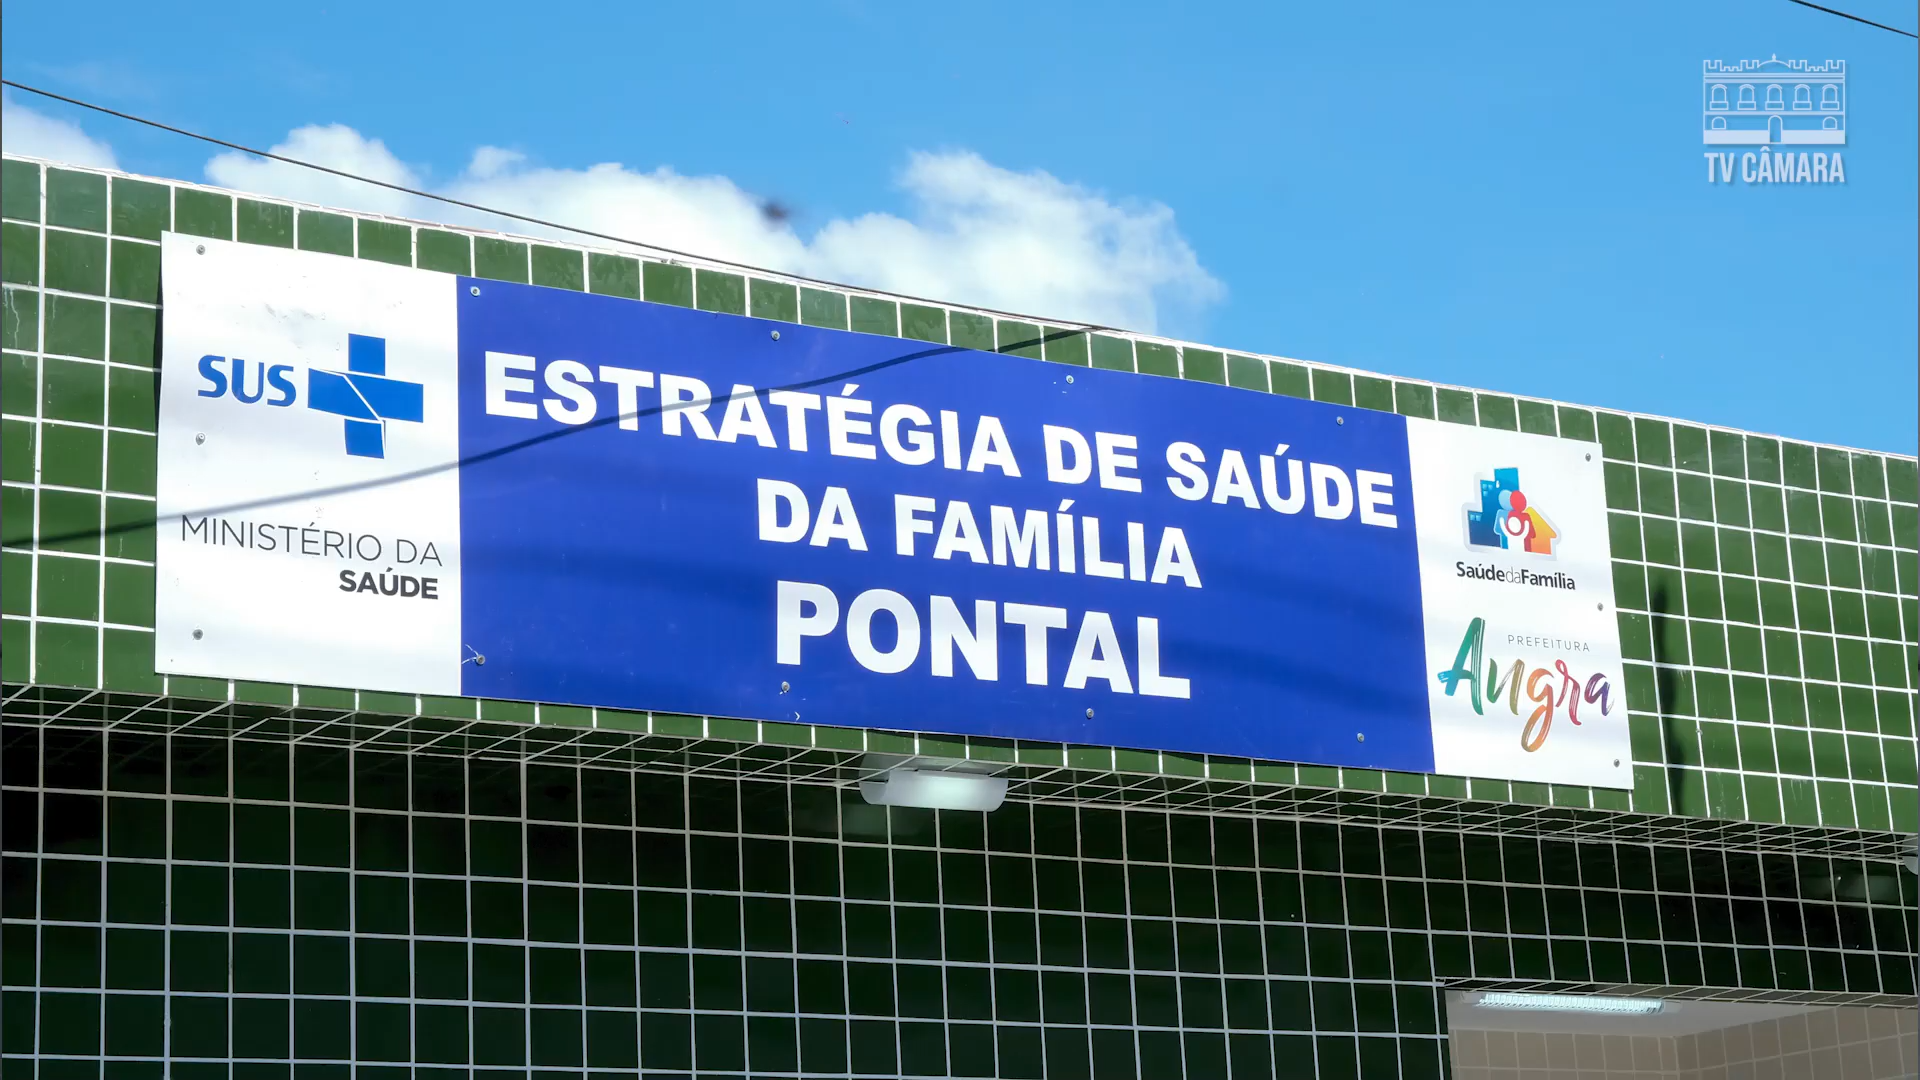 TV CÂMARA
SUS
MINISTÉRIO DA
SAÚDE
ESTRATÉGIA DE SAÚDE
DA FAMÍLIA
PONTAL
SaúdedaFamília
PREFEITURA
Angra